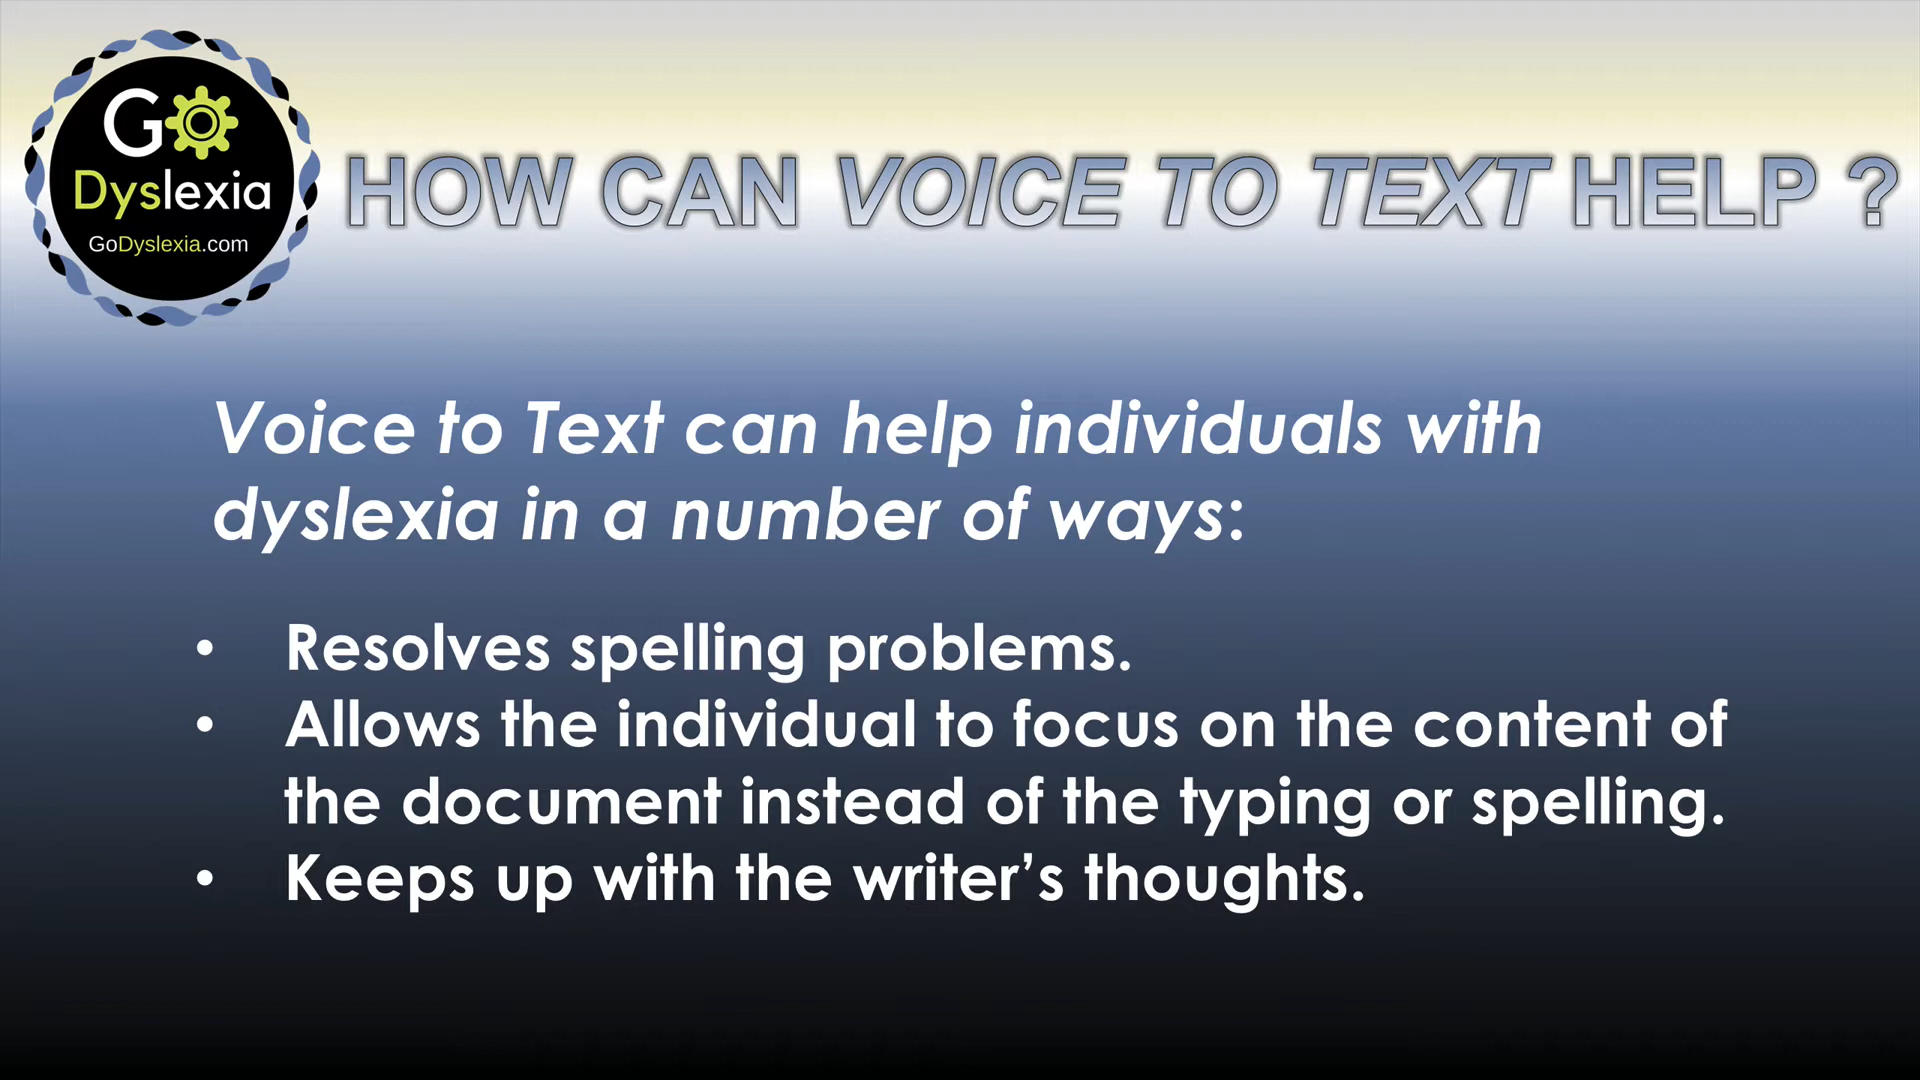 GO
Dyslexia
GoDyslexia.com
HOW CAN VOICE TO TEXT HELP ?
Voice to Text can help individuals with
dyslexia in a number of ways:
• Resolves spelling problems.
• Allows the individual to focus on the content of
the document instead of the typing or spelling.
• Keeps up with the writer’s thoughts.